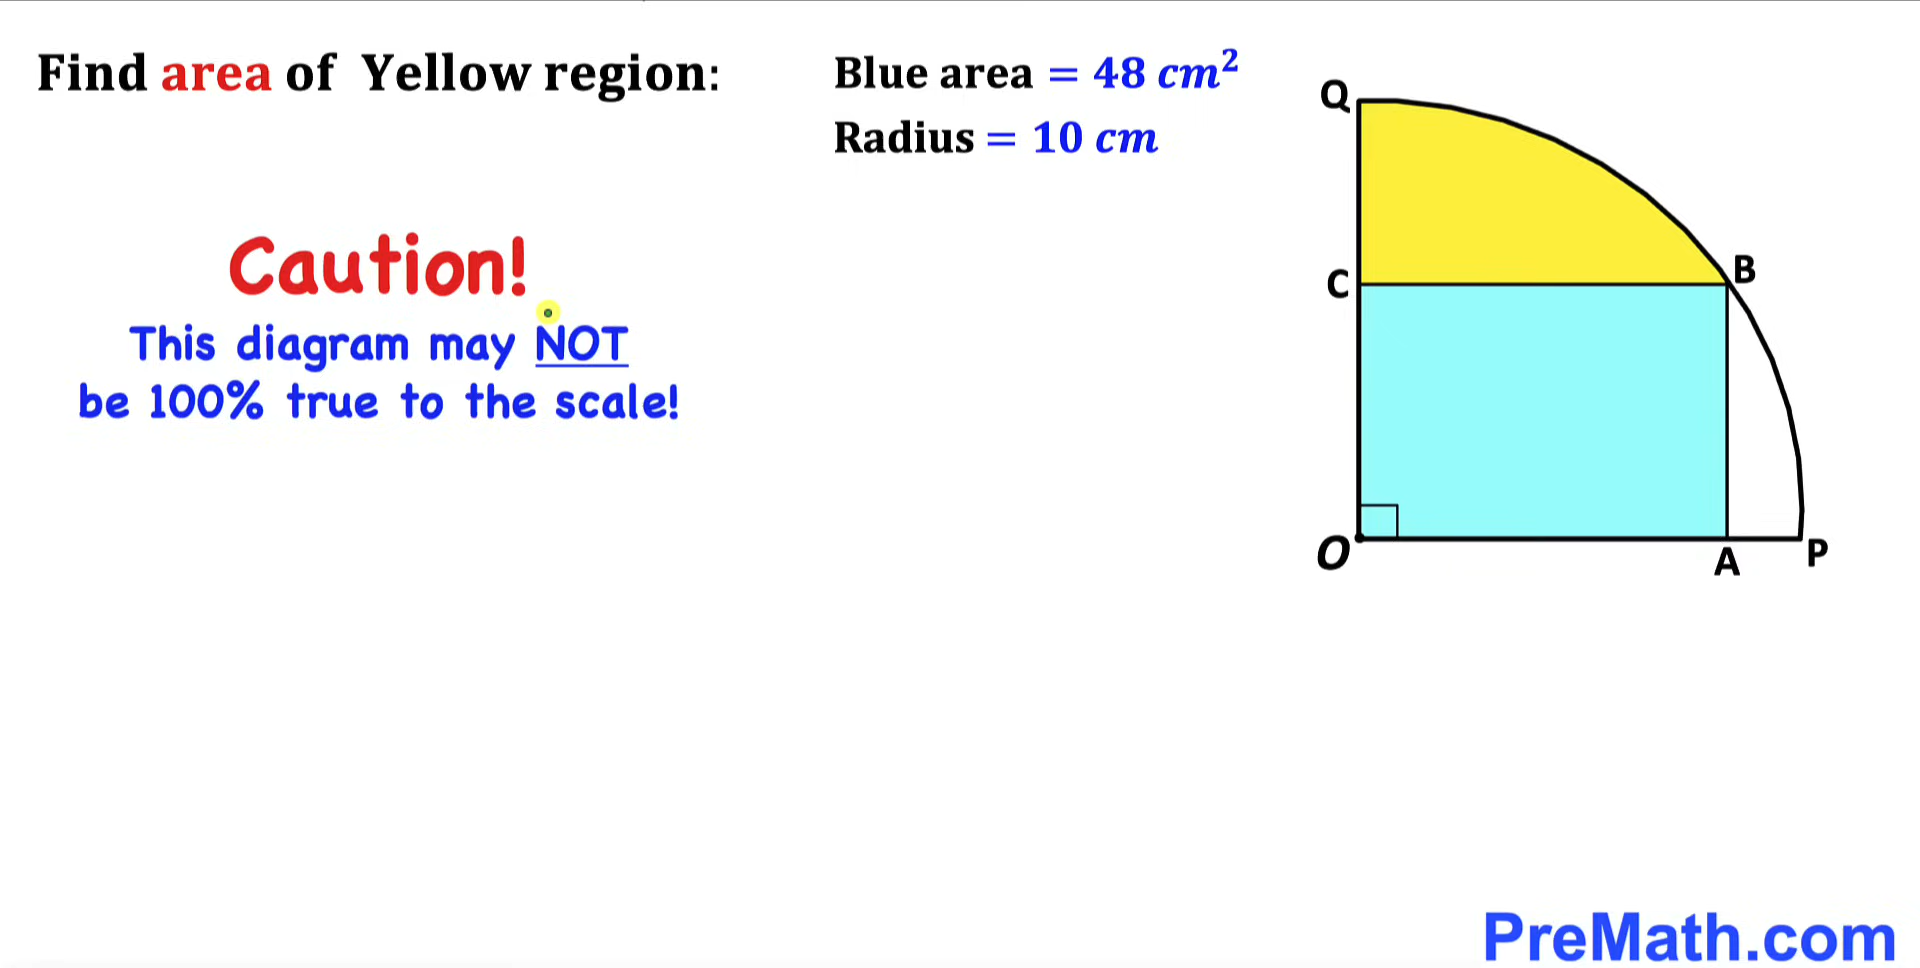 Find area of Yellow region:
Blue area = 48 cm²
Radius = 10 cm
Caution!
This diagram may NOT
be 100% true to the scale!
Q
C
B
O
A
P
PreMath.com